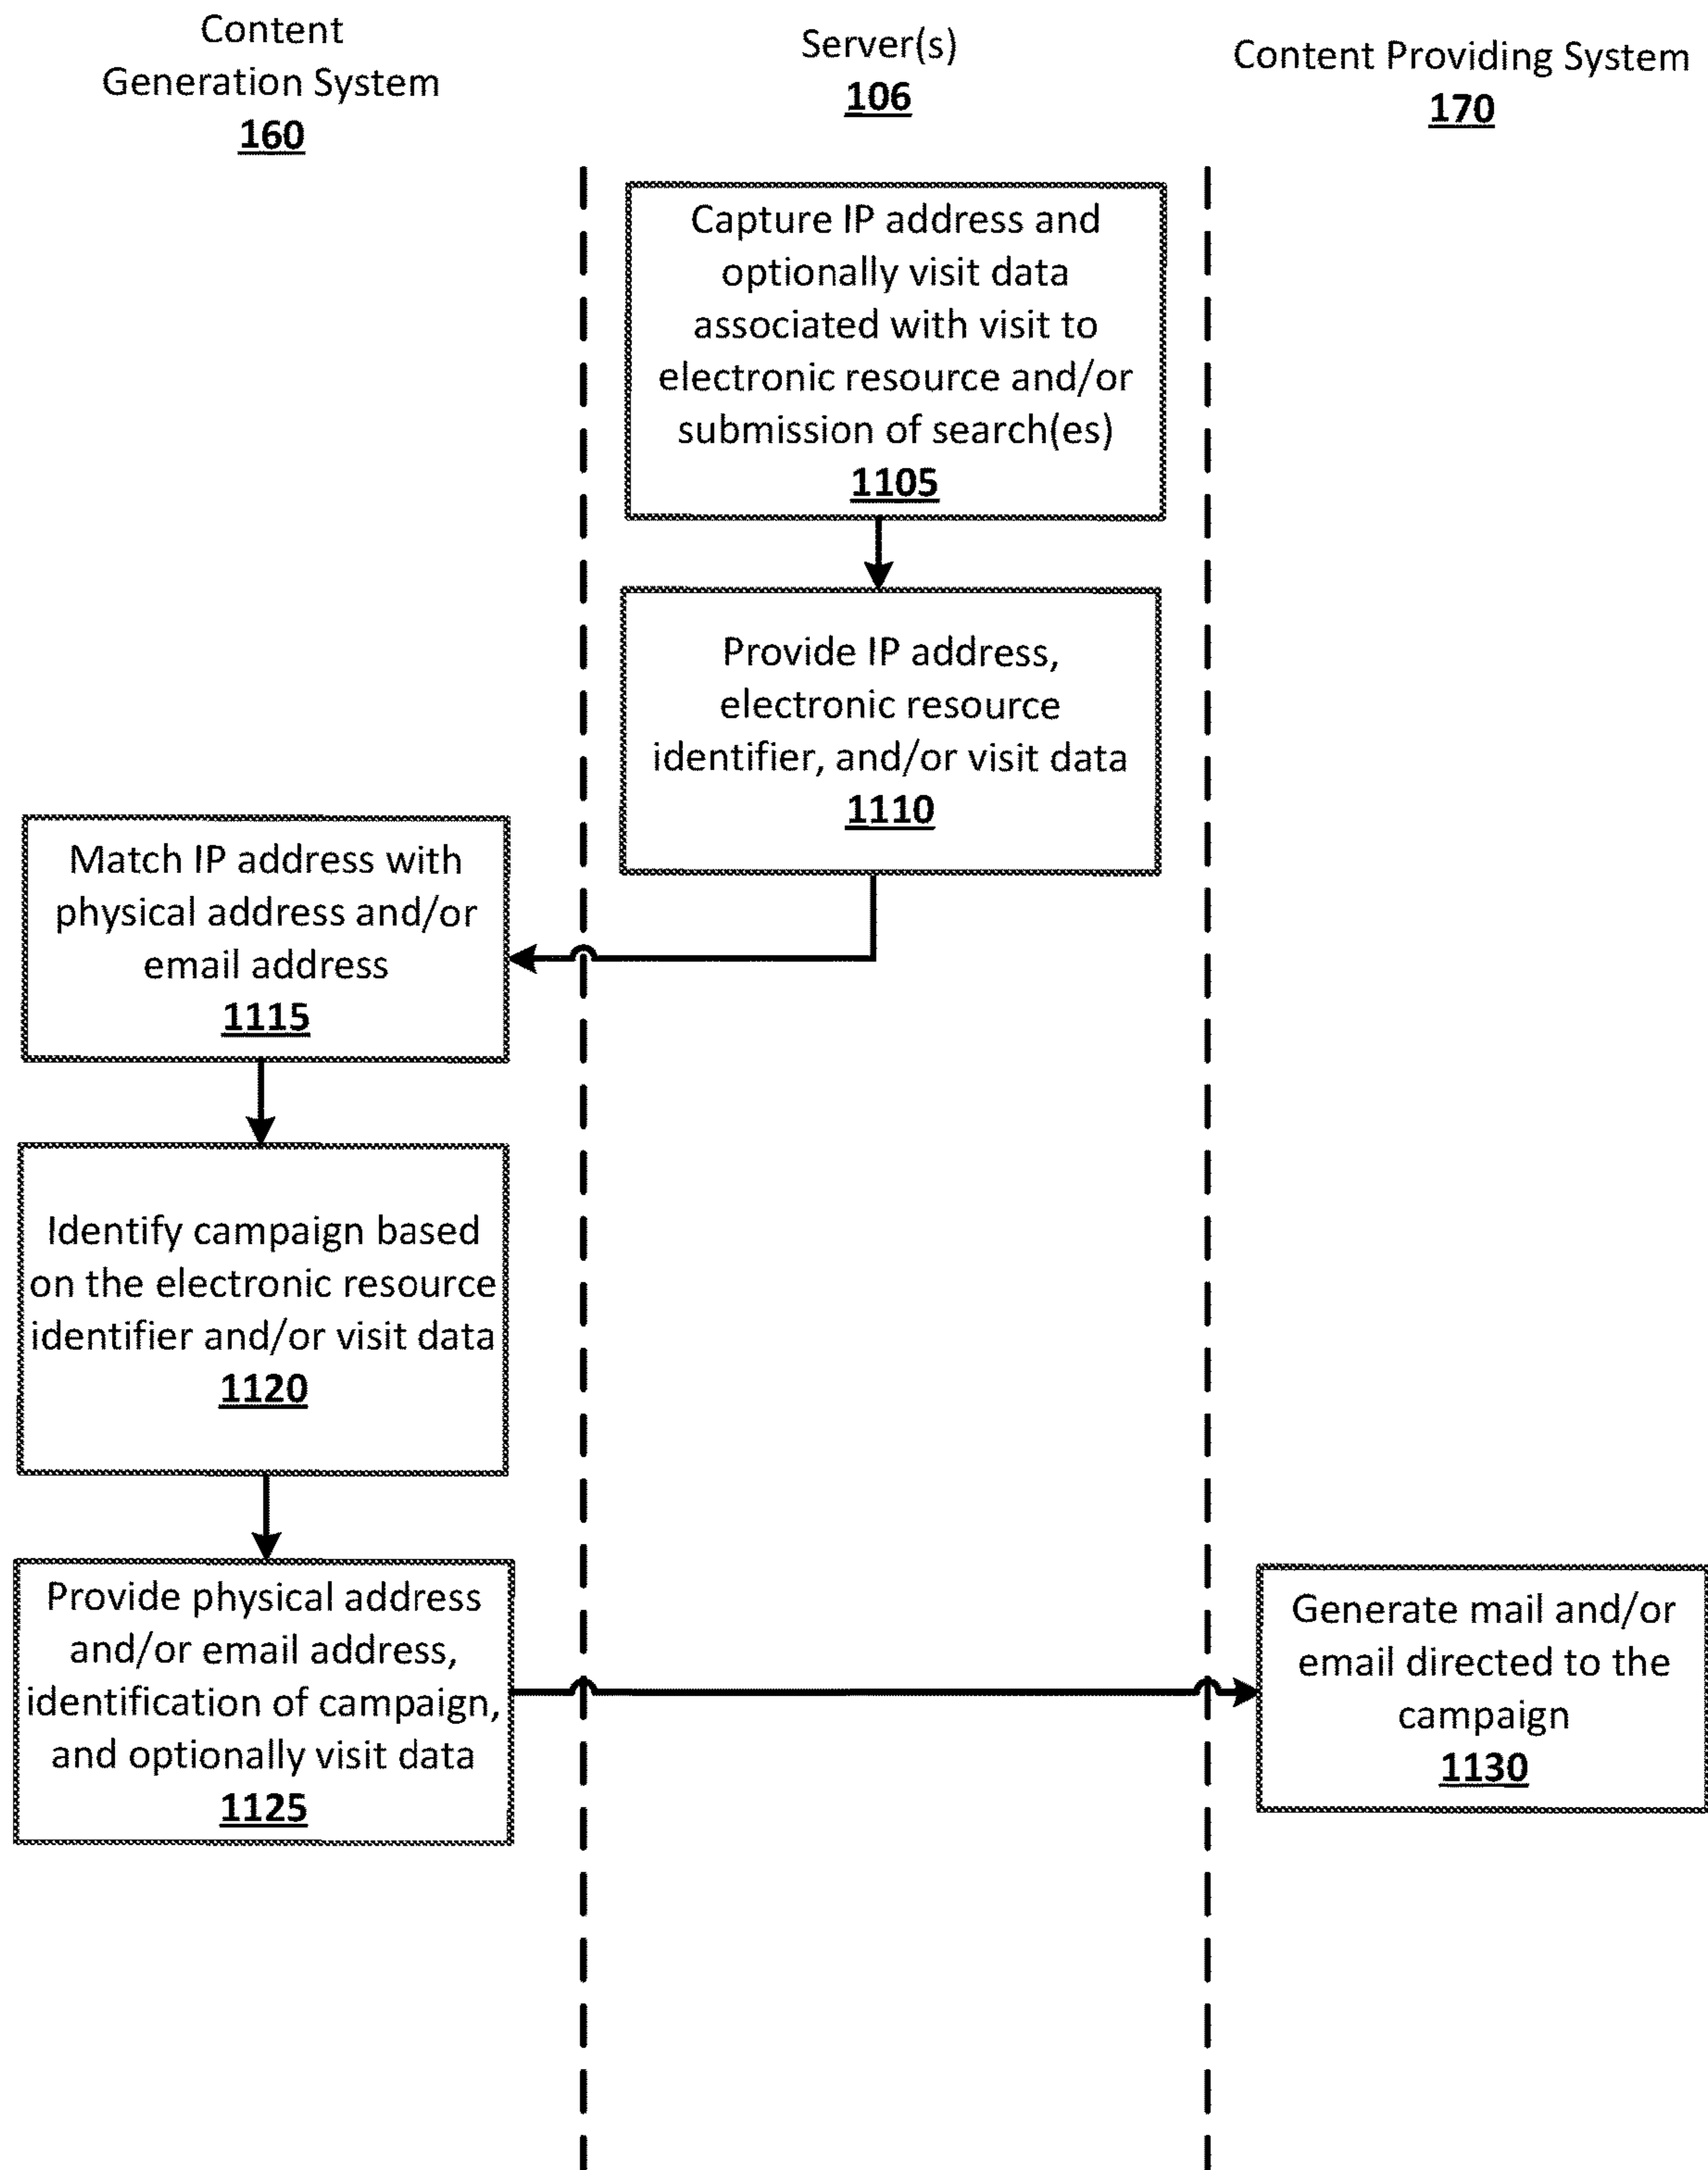 Content
Generation System
160
Server(s)
106
Content Providing System
170
Capture IP address and
optionally visit data
associated with visit to
electronic resource and/or
submission of search(es)
1105
Provide IP address,
electronic resource
identifier, and/or visit data
1110
Match IP address with
physical address and/or
email address
1115
Identify campaign based
on the electronic resource
identifier and/or visit data
1120
Provide physical address
and/or email address,
identification of campaign,
and optionally visit data
1125
Generate mail and/or
email directed to the
campaign
1130